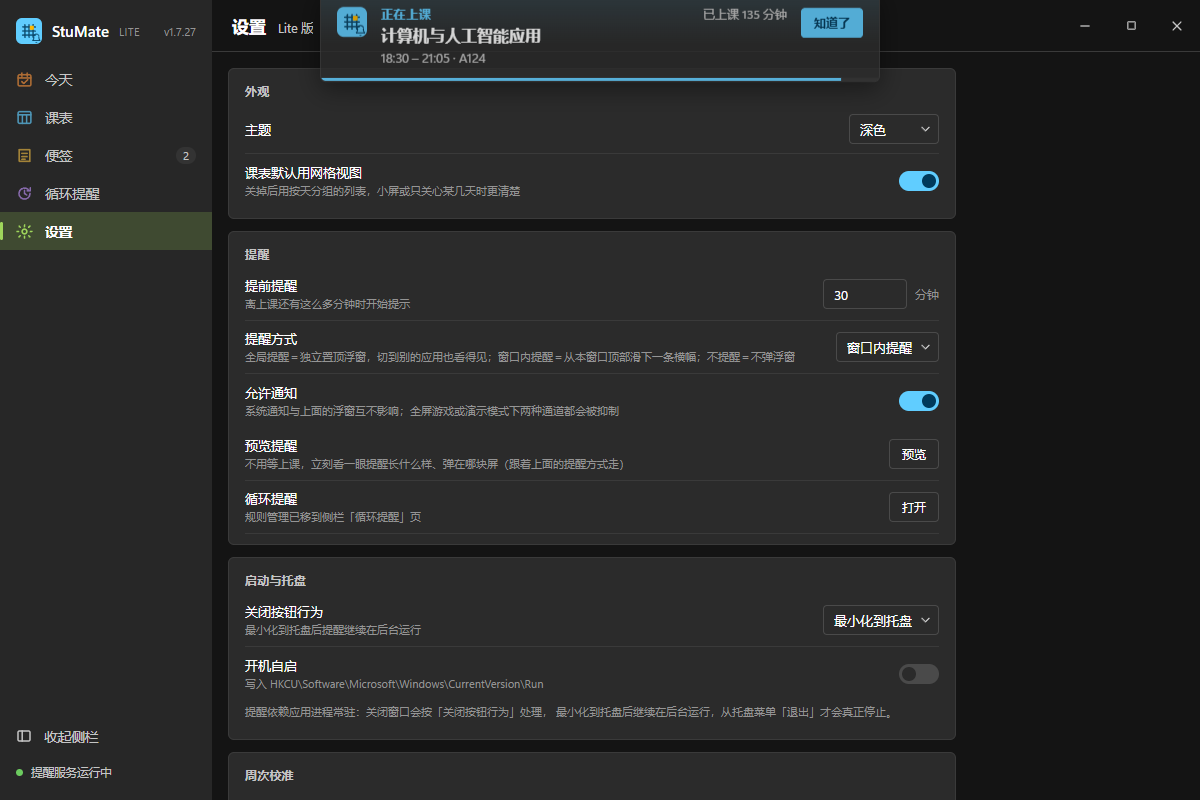 StuMate LITE v1.7.27
今天
课表
便签 2
循环提醒
设置
收起侧栏
提醒服务运行中
设置 Lite 版
正在上课
计算机与人工智能应用
18:30 – 21:05 · A124
已上课 135 分钟
知道了
外观
主题
深色
课表默认用网格视图
关掉后用按天分组的列表，小屏或只关心某几天时更清楚
提醒
提前提醒
离上课还有这么多分钟时开始提示
30 分钟
提醒方式
全局提醒＝独立置顶浮窗，切到别的应用也看得见；窗口内提醒＝从本窗口顶部滑下一条横幅；不提醒＝不弹浮窗
窗口内提醒
允许通知
系统通知与上面的浮窗互不影响；全屏游戏或演示模式下两种通道都会被抑制
预览提醒
不用等上课，立刻看一眼提醒长什么样、弹在哪块屏（跟着上面的提醒方式走）
预览
循环提醒
规则管理已移到侧栏「循环提醒」页
打开
启动与托盘
关闭按钮行为
最小化到托盘后提醒继续在后台运行
最小化到托盘
开机自启
写入 HKCU\Software\Microsoft\Windows\CurrentVersion\Run
提醒依赖应用进程常驻：关闭窗口会按「关闭按钮行为」处理， 最小化到托盘后继续在后台运行，从托盘菜单「退出」才会真正停止。
周次校准